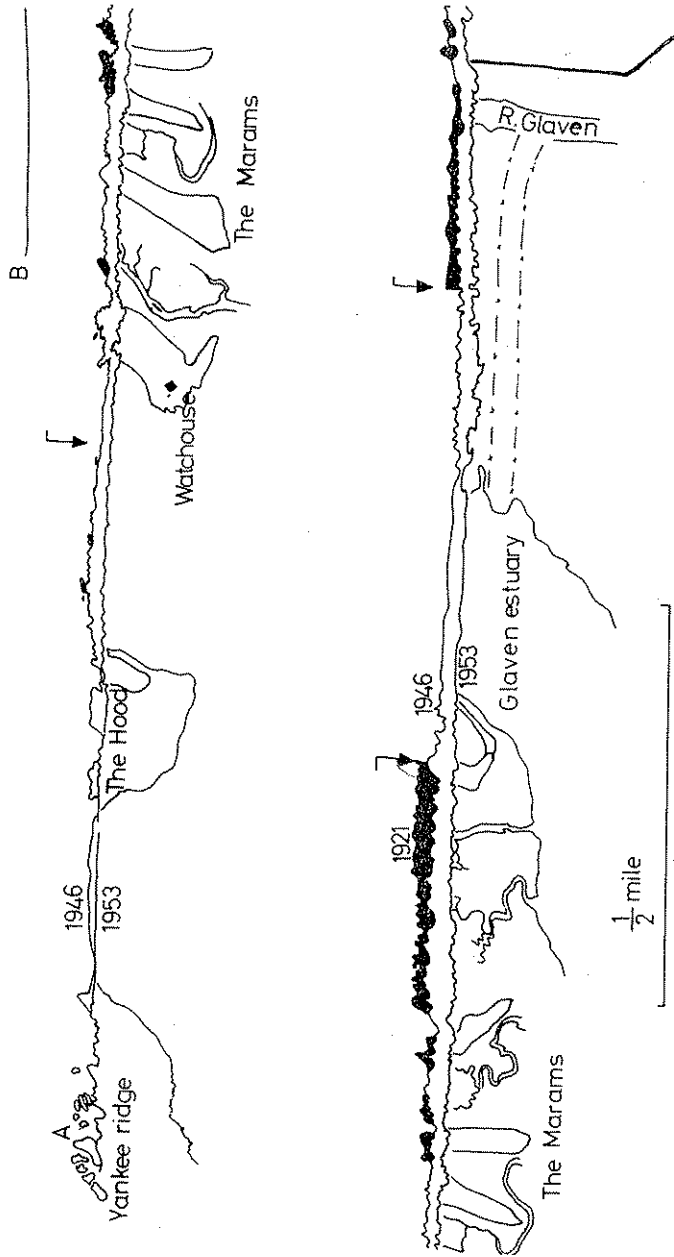 B
1946
1953
A
Yankee ridge
The Hood
Watchouse
The Marams
1921
1946
1953
The Marams
Glaven estuary
R. Glaven
1/2 mile